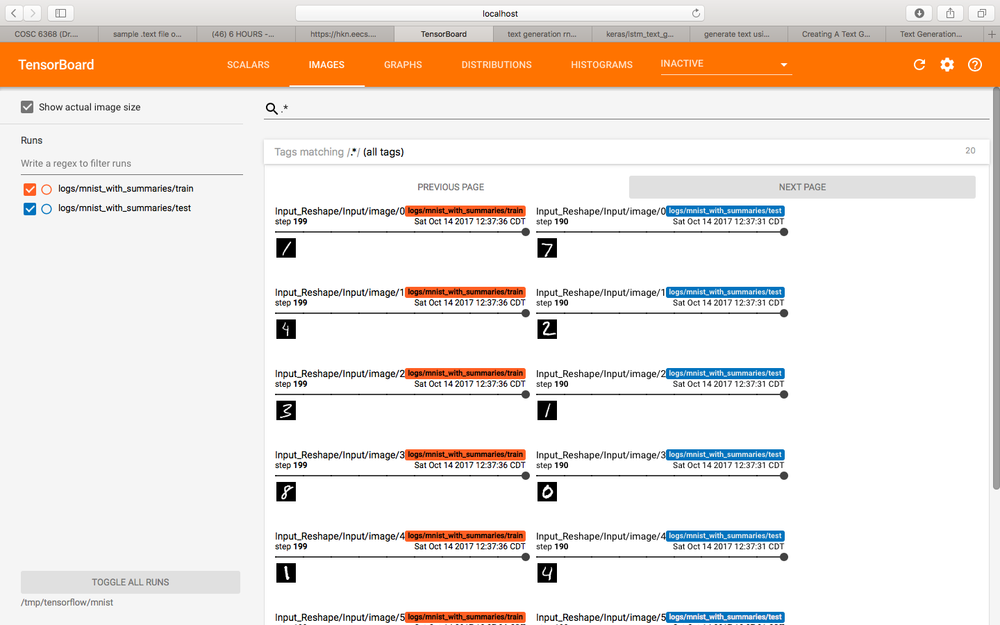 localhost
COSC 6368 (Dr....
sample .text file o...
(46) 6 HOURS -...
https://hkn.eecs....
TensorBoard
text generation rn...
keras/lstm_text_g...
generate text usi...
Creating A Text G...
Text Generation...
TensorBoard
SCALARS
IMAGES
GRAPHS
DISTRIBUTIONS
HISTOGRAMS
INACTIVE
Show actual image size
Runs
Write a regex to filter runs
logs/mnist_with_summaries/train
logs/mnist_with_summaries/test
TOGGLE ALL RUNS
/tmp/tensorflow/mnist
.*
Tags matching /.*/ (all tags) 20
PREVIOUS PAGE
NEXT PAGE
Input_Reshape/Input/image/0 logs/mnist_with_summaries/train
step 199 Sat Oct 14 2017 12:37:36 CDT
1
Input_Reshape/Input/image/0 logs/mnist_with_summaries/test
step 190 Sat Oct 14 2017 12:37:31 CDT
7
Input_Reshape/Input/image/1 logs/mnist_with_summaries/train
step 199 Sat Oct 14 2017 12:37:36 CDT
4
Input_Reshape/Input/image/1 logs/mnist_with_summaries/test
step 190 Sat Oct 14 2017 12:37:31 CDT
2
Input_Reshape/Input/image/2 logs/mnist_with_summaries/train
step 199 Sat Oct 14 2017 12:37:36 CDT
3
Input_Reshape/Input/image/2 logs/mnist_with_summaries/test
step 190 Sat Oct 14 2017 12:37:31 CDT
1
Input_Reshape/Input/image/3 logs/mnist_with_summaries/train
step 199 Sat Oct 14 2017 12:37:36 CDT
8
Input_Reshape/Input/image/3 logs/mnist_with_summaries/test
step 190 Sat Oct 14 2017 12:37:31 CDT
0
Input_Reshape/Input/image/4 logs/mnist_with_summaries/train
step 199 Sat Oct 14 2017 12:37:36 CDT
1
Input_Reshape/Input/image/4 logs/mnist_with_summaries/test
step 190 Sat Oct 14 2017 12:37:31 CDT
4
Input_Reshape/Input/image/5 logs/mnist_with_summaries/train
Input_Reshape/Input/image/5 logs/mnist_with_summaries/test